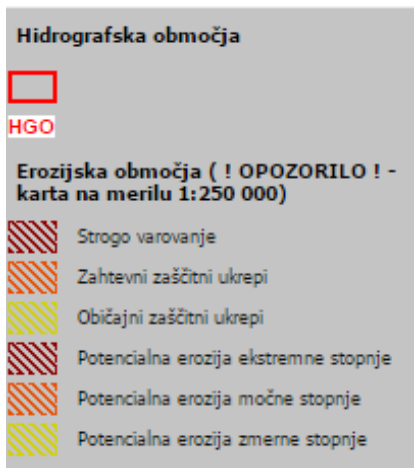 Hidrografska območja
HGO
Erozijska območja ( ! OPOZORILO ! -
karta na merilu 1:250 000)
Strogo varovanje
Zahtevni zaščitni ukrepi
Običajni zaščitni ukrepi
Potencialna erozija ekstremne stopnje
Potencialna erozija močne stopnje
Potencialna erozija zmerne stopnje